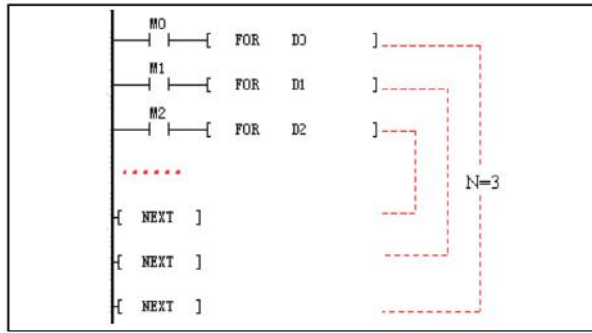 M0
[ FOR D0 ]
M1
[ FOR D1 ]
M2
[ FOR D2 ]
N=3
[ NEXT ]
[ NEXT ]
[ NEXT ]